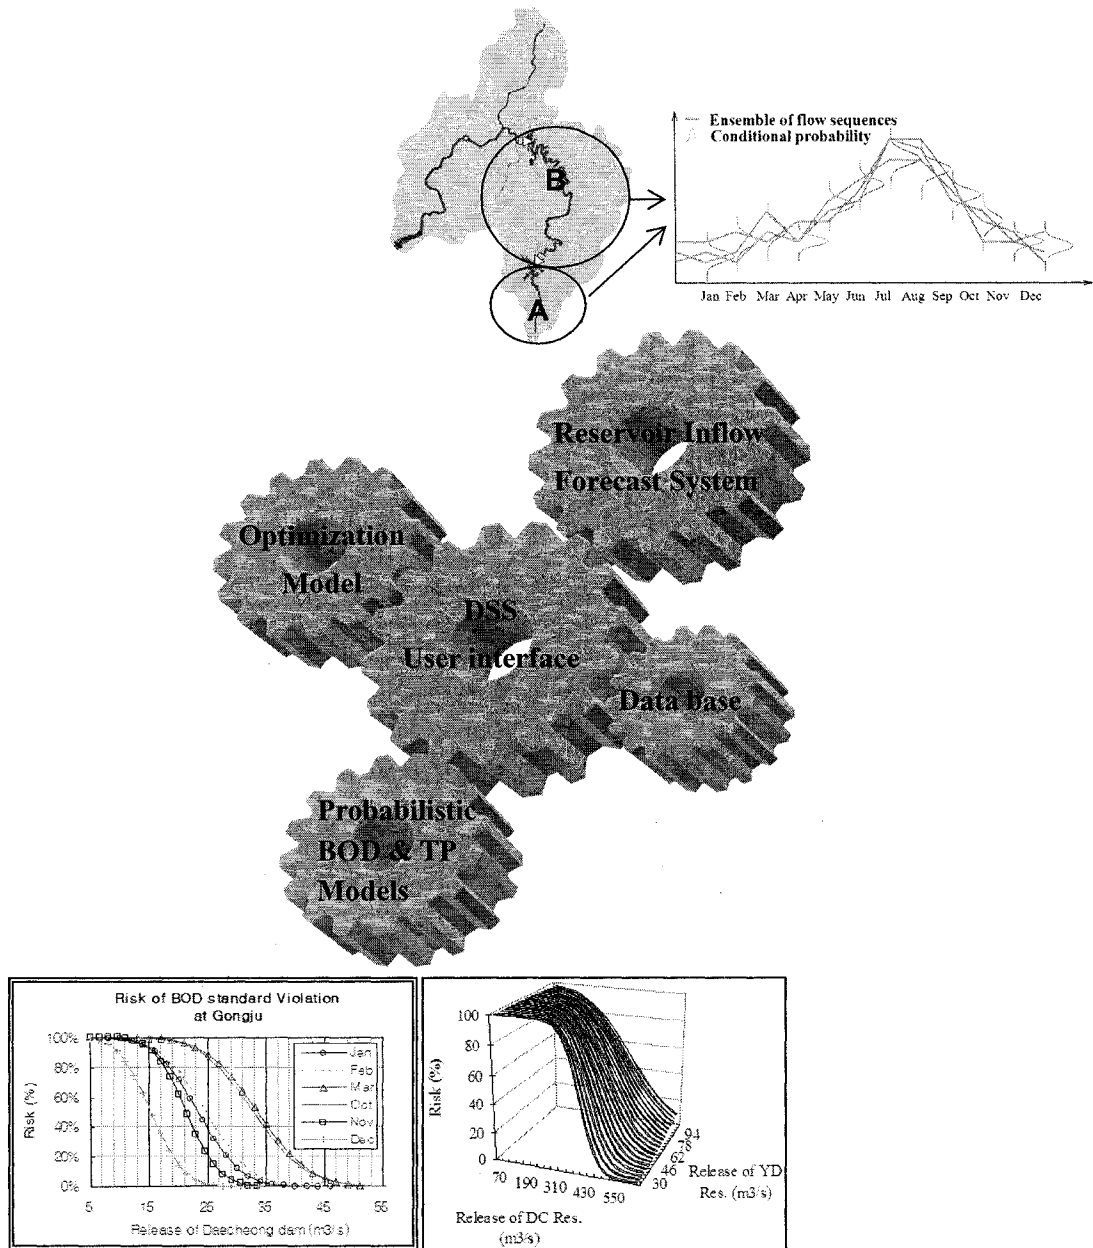 B
A
Ensemble of flow sequences
Conditional probability
Jan Feb Mar Apr May Jun Jul Aug Sep Oct Nov Dec
Reservoir Inflow
Forecast System
Optimization
Model
DSS
User interface
Data base
Probabilistic
BOD & TP
Models
Risk of BOD standard Violation
at Gongju
Risk (%)
100%
80%
60%
40%
20%
0%
5 15 25 35 45 55
Release of Daecheong dam (m3/s)
Jan
Feb
Mar
Oct
Nov
Dec
Risk (%)
100
80
60
40
20
0
70 190 310 430 550
Release of DC Res.
(m3/s)
30
46
62
78
94
Release of YD
Res. (m3/s)